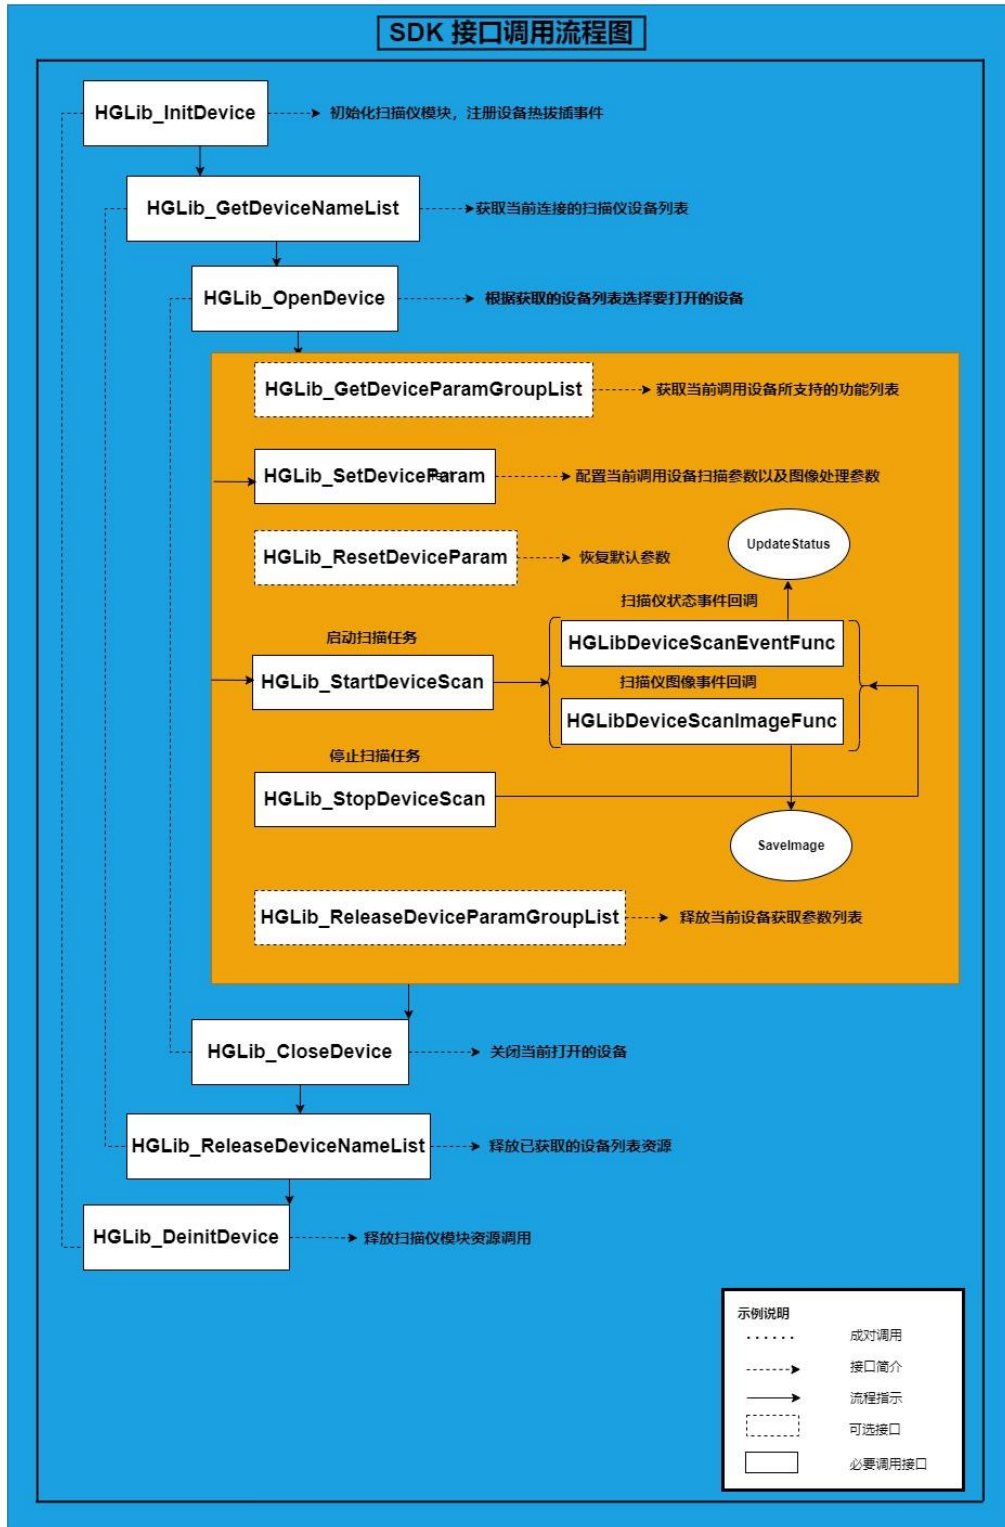 SDK 接口调用流程图
HGLib_InitDevice
初始化扫描仪模块，注册设备热拔插事件
HGLib_GetDeviceNameList
获取当前连接的扫描仪设备列表
HGLib_OpenDevice
根据获取的设备列表选择要打开的设备
HGLib_GetDeviceParamGroupList
获取当前调用设备所支持的功能列表
HGLib_SetDeviceParam
配置当前调用设备扫描参数以及图像处理参数
UpdateStatus
HGLib_ResetDeviceParam
恢复默认参数
扫描仪状态事件回调
启动扫描任务
HGLibDeviceScanEventFunc
HGLib_StartDeviceScan
扫描仪图像事件回调
HGLibDeviceScanImageFunc
停止扫描任务
HGLib_StopDeviceScan
SaveImage
HGLib_ReleaseDeviceParamGroupList
释放当前设备获取参数列表
HGLib_CloseDevice
关闭当前打开的设备
HGLib_ReleaseDeviceNameList
释放已获取的设备列表资源
HGLib_DeinitDevice
释放扫描仪模块资源调用
示例说明
成对调用
接口简介
流程指示
可选接口
必要调用接口